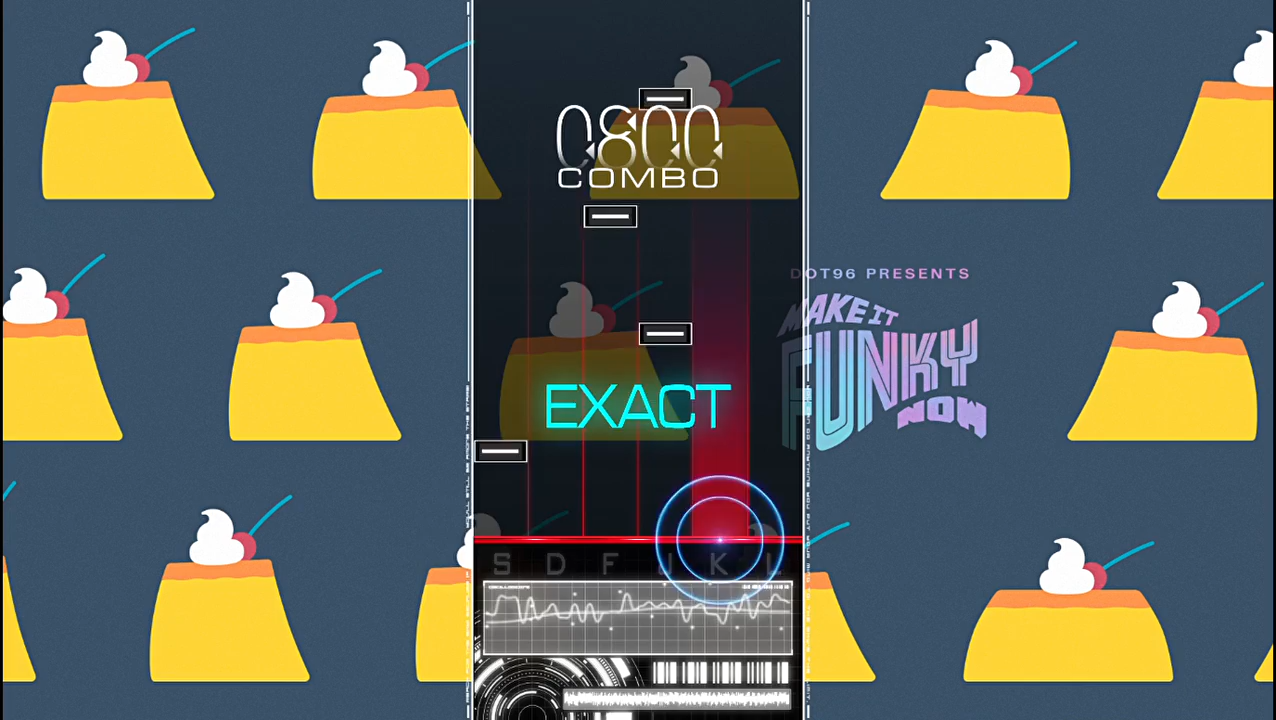 0800
COMBO
DOT96 PRESENTS
MAKE IT
FUNKY
NOW
EXACT
S D F J K L